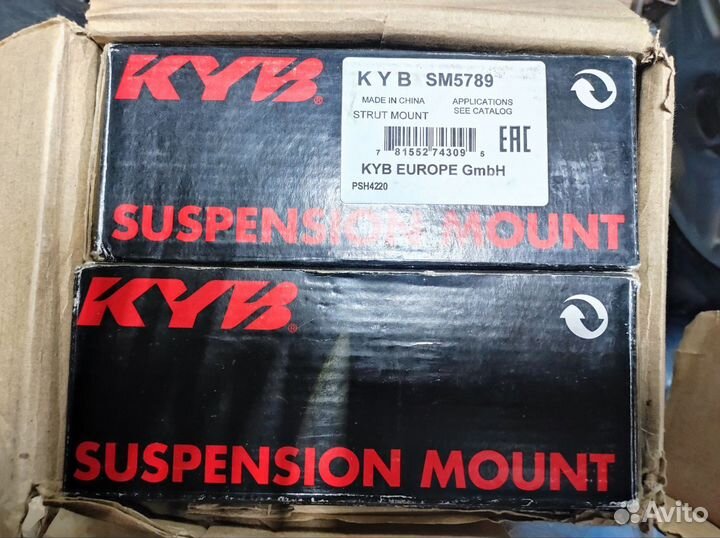 KYB®
K Y B SM5789
MADE IN CHINA
APPLICATIONS
SEE CATALOG
STRUT MOUNT
7 81552 74309 5
EAC
KYB EUROPE GmbH
PSH4220
SUSPENSION MOUNT
KYB®
SUSPENSION MOUNT
Avito